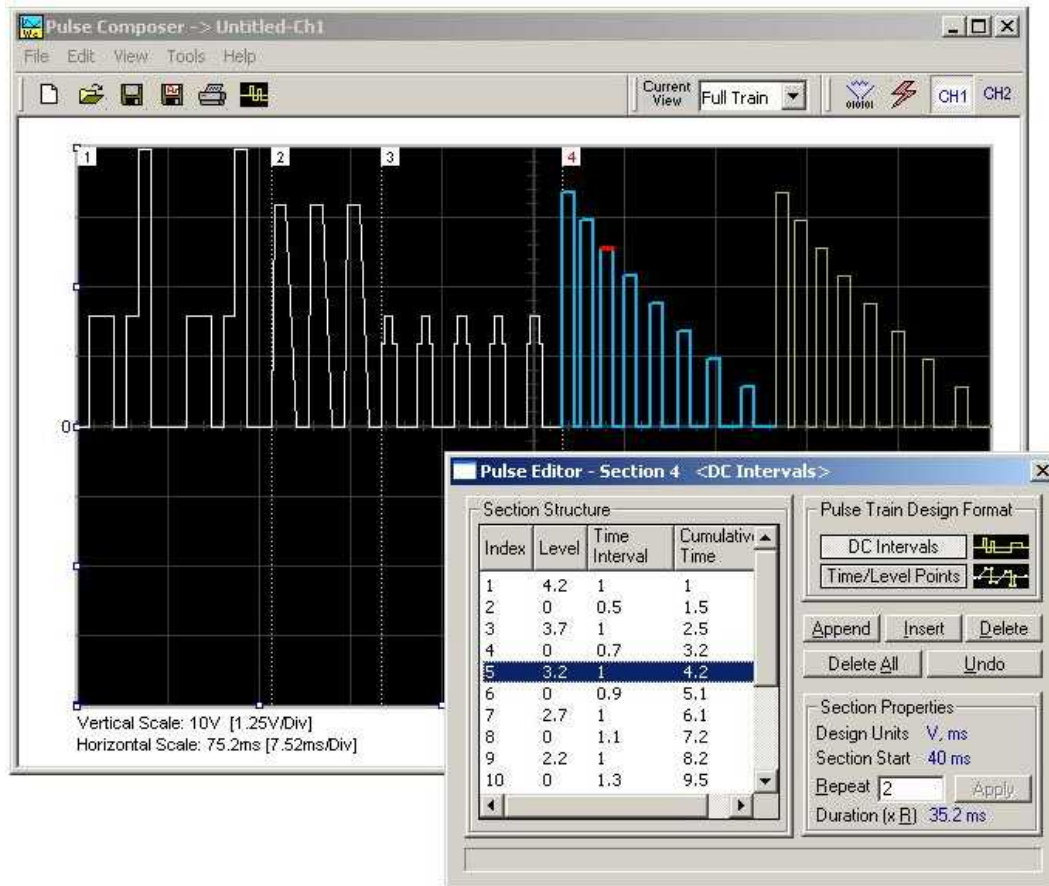 Pulse Composer -> Untitled-Ch1
File Edit View Tools Help
Current View Full Train
010101
CH1 CH2
1 2 3 4
0
Vertical Scale: 10V [1.25V/Div]
Horizontal Scale: 75.2ms [7.52ms/Div]
Pulse Editor - Section 4 <DC Intervals>
Section Structure
Index Level Time Interval Cumulativ Time
1 4.2 1 1
2 0 0.5 1.5
3 3.7 1 2.5
4 0 0.7 3.2
5 3.2 1 4.2
6 0 0.9 5.1
7 2.7 1 6.1
8 0 1.1 7.2
9 2.2 1 8.2
10 0 1.3 9.5
Pulse Train Design Format
DC Intervals
Time/Level Points
Append Insert Delete
Delete All Undo
Section Properties
Design Units V, ms
Section Start 40 ms
Repeat 2 Apply
Duration (x R) 35.2 ms